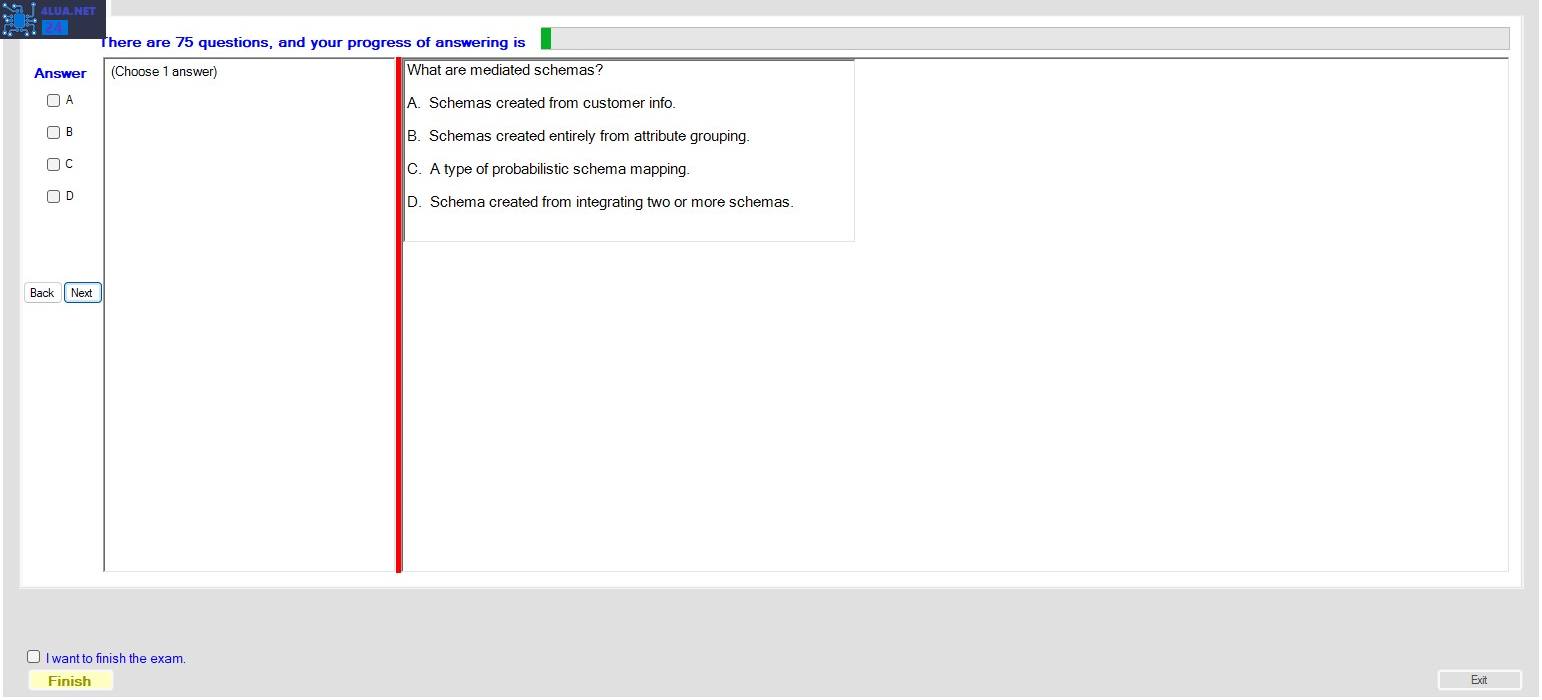 4LUA.NET
24
There are 75 questions, and your progress of answering is
Answer
(Choose 1 answer)
A
B
C
D
Back
Next
What are mediated schemas?
A. Schemas created from customer info.
B. Schemas created entirely from attribute grouping.
C. A type of probabilistic schema mapping.
D. Schema created from integrating two or more schemas.
I want to finish the exam.
Finish
Exit